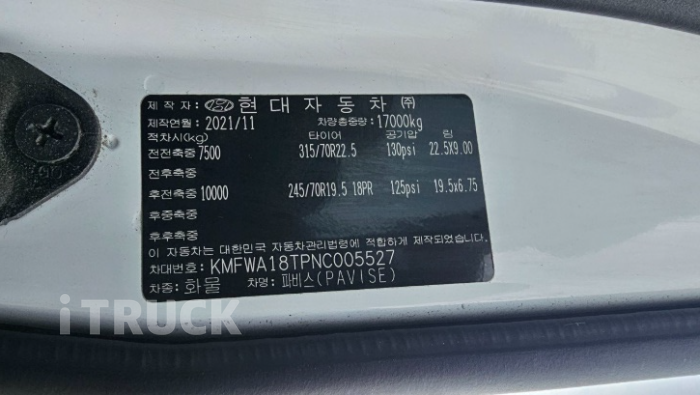 제 작 자 : 현 대 자 동 차 ㈜
제작연월: 2021/11 차량총중량: 17000kg
적차시(kg) 타이어 공기압 림
전전축중 7500 315/70R22.5 130psi 22.5X9.00
전후축중
후전축중 10000 245/70R19.5 18PR 125psi 19.5x6.75
후중축중
후후축중
이 자동차는 대한민국 자동차관리법령에 적합하게 제작되었습니다.
차대번호: KMFWA18TPNC005527
차종: 화물 차명: 파비스(PAVISE)
iTRUCK